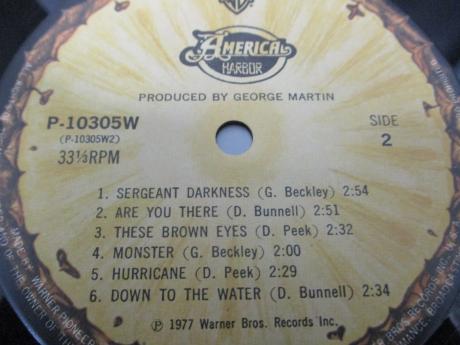 AMERICA
HARBOR
PRODUCED BY GEORGE MARTIN
P-10305W
(P-10305W2)
33⅓RPM
SIDE
2
1. SERGEANT DARKNESS (G. Beckley) 2:54
2. ARE YOU THERE (D. Bunnell) 2:51
3. THESE BROWN EYES (D. Peek) 2:32
4. MONSTER (G. Beckley) 2:00
5. HURRICANE (D. Peek) 2:29
6. DOWN TO THE WATER (D. Bunnell) 2:34
℗ 1977 Warner Bros. Records Inc.
WARNER-PIONEER